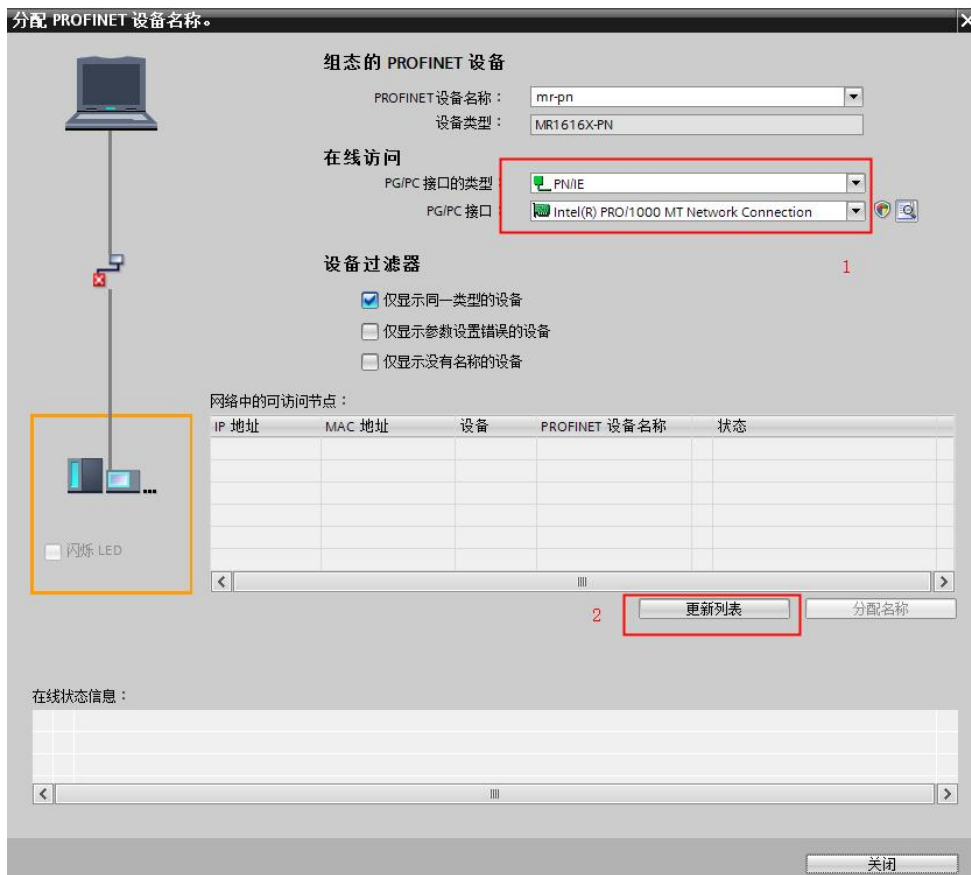 分配 PROFINET 设备名称。
组态的 PROFINET 设备
PROFINET设备名称： mr-pn
设备类型： MR1616X-PN
在线访问
PG/PC 接口的类型： PN/IE
PG/PC 接口： Intel(R) PRO/1000 MT Network Connection
1
设备过滤器
仅显示同一类型的设备
仅显示参数设置错误的设备
仅显示没有名称的设备
网络中的可访问节点：
IP 地址 MAC 地址 设备 PROFINET 设备名称 状态
闪烁 LED
2 更新列表 分配名称
在线状态信息：
关闭